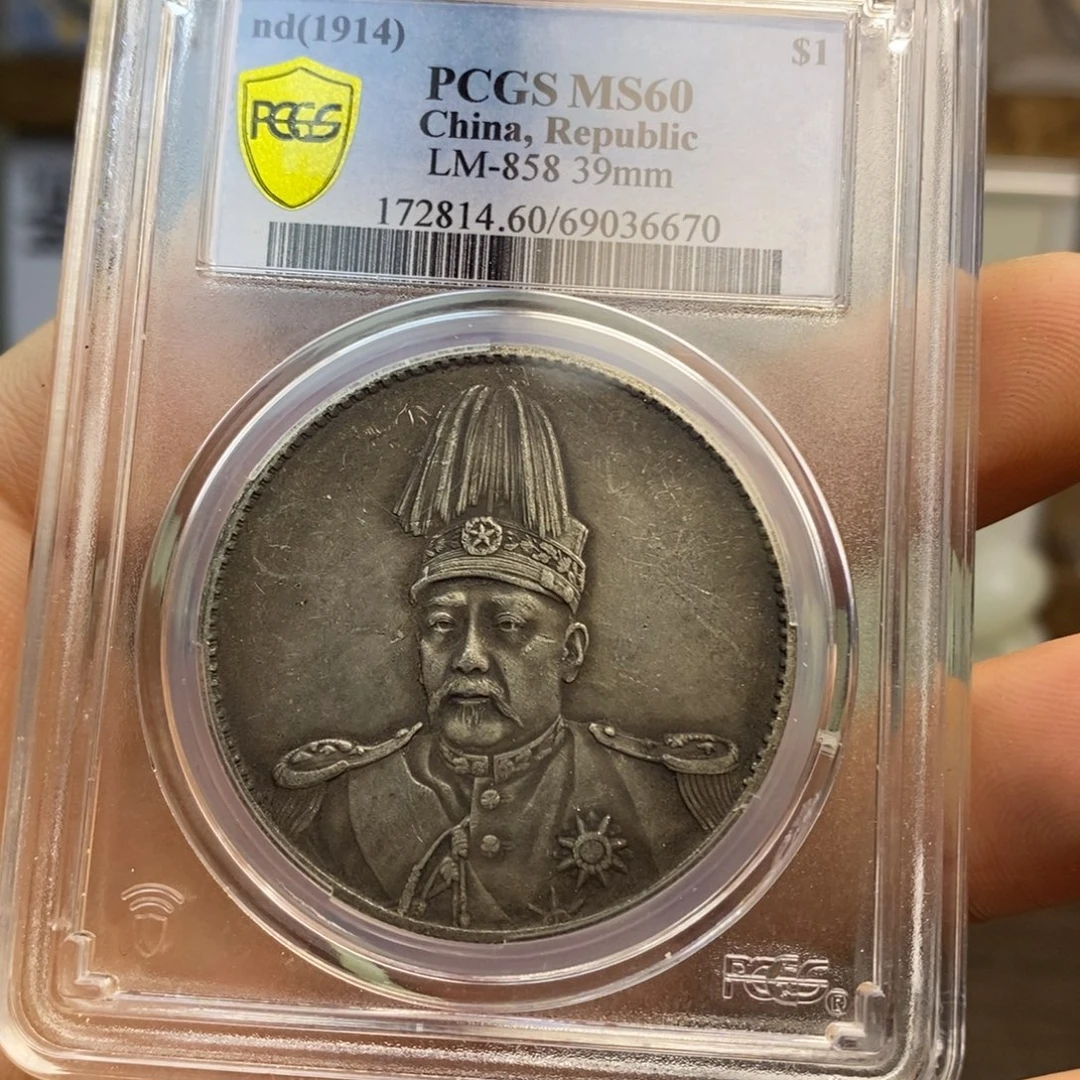 nd(1914)
$1
PCGS
PCGS MS60
China, Republic
LM-858 39mm
172814.60/69036670
PCGS®